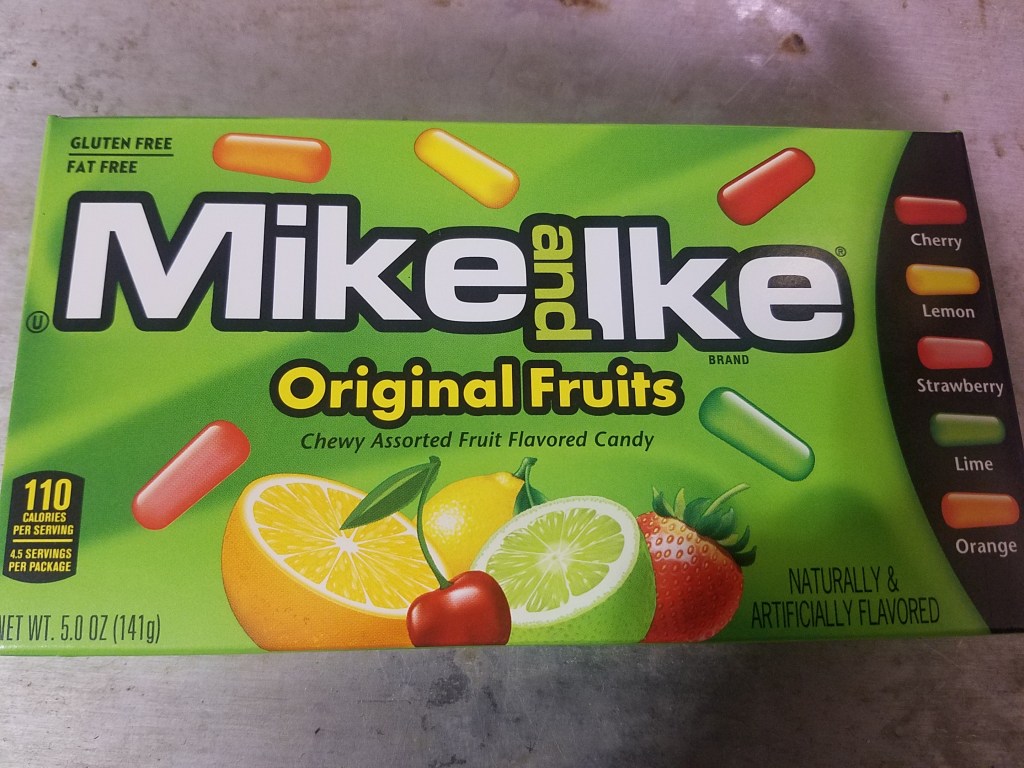 GLUTEN FREE
FAT FREE
Mike and Ike®
BRAND
U
Original Fruits
Chewy Assorted Fruit Flavored Candy
110
CALORIES
PER SERVING
4.5 SERVINGS
PER PACKAGE
NET WT. 5.0 OZ (141g)
NATURALLY &
ARTIFICIALLY FLAVORED
Cherry
Lemon
Strawberry
Lime
Orange